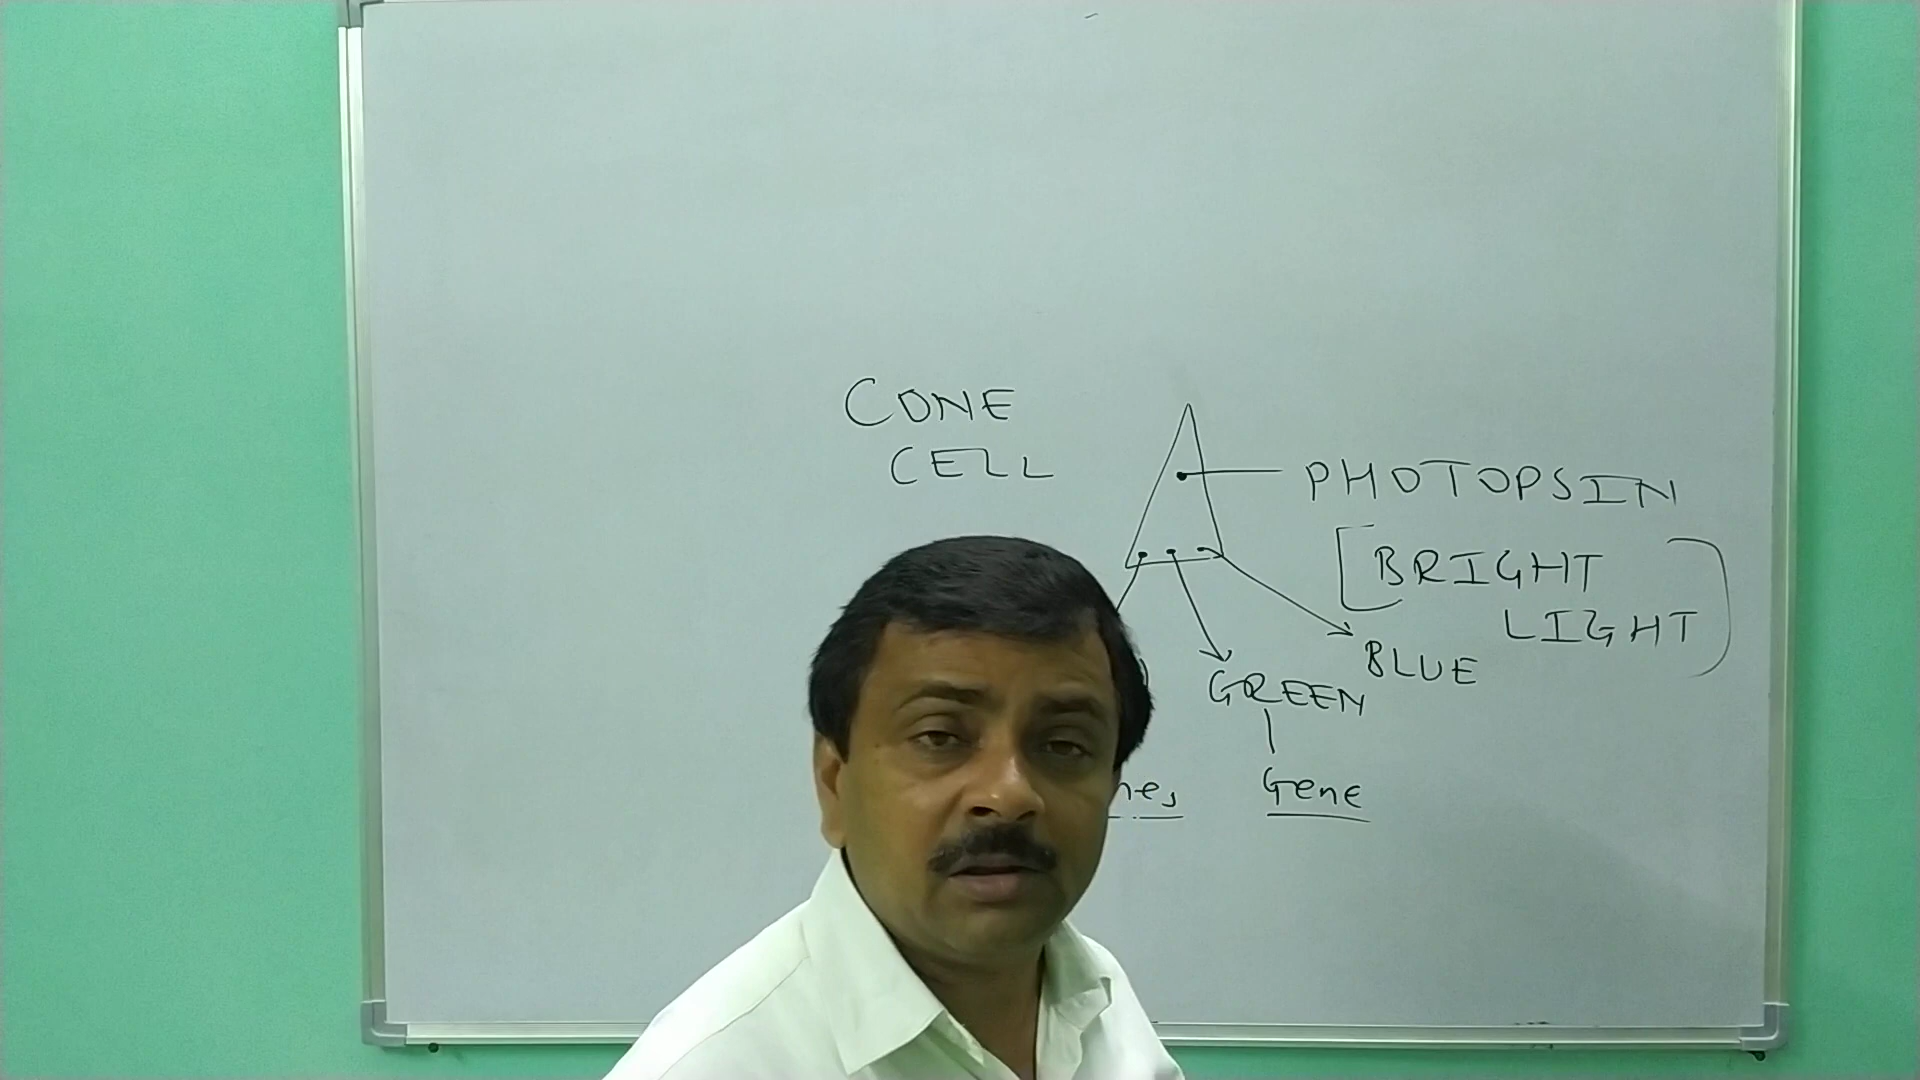 CONE
CELL
PHOTOPSIN
[BRIGHT
LIGHT]
BLUE
GREEN
Gene